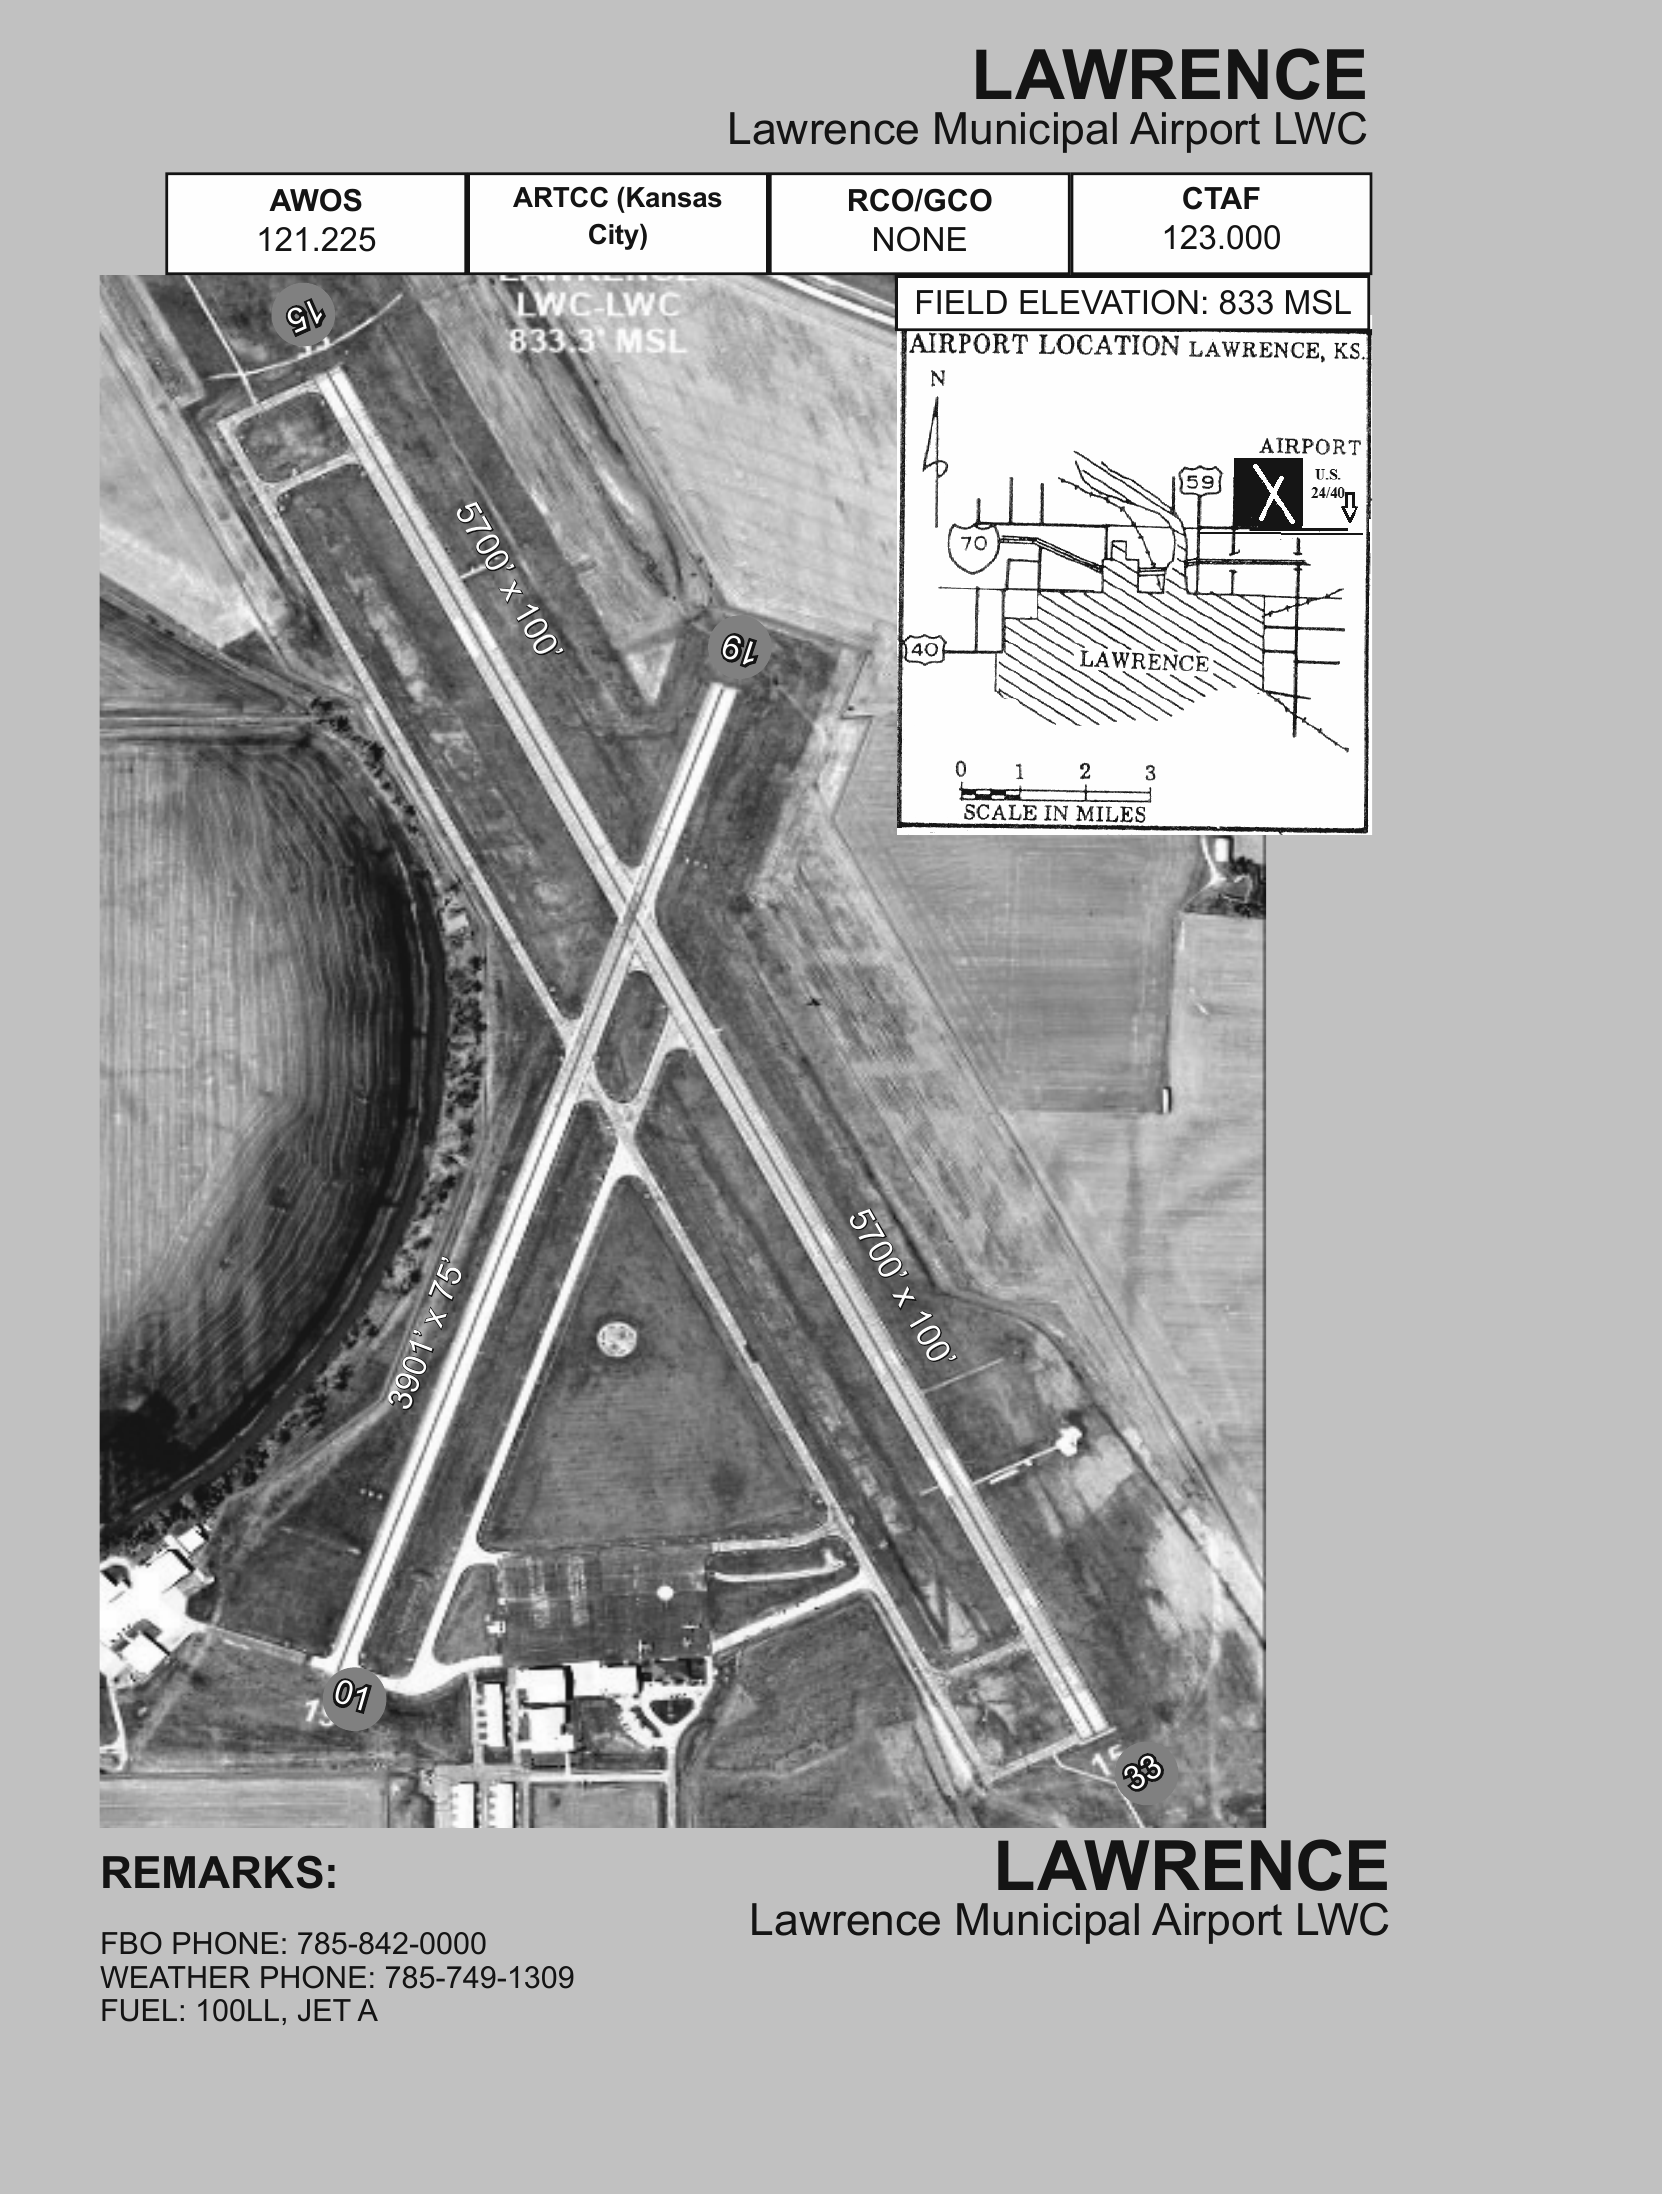 LAWRENCE
Lawrence Municipal Airport LWC
AWOS
121.225
ARTCC (Kansas
City)
RCO/GCO
NONE
CTAF
123.000
LAWRENCE
LWC-LWC
833.3' MSL
FIELD ELEVATION: 833 MSL
AIRPORT LOCATION LAWRENCE, KS.
N
AIRPORT
U.S.
24/40
59
70
40
LAWRENCE
0 1 2 3
SCALE IN MILES
15
33
5700' x 100'
19
5700' x 100'
3901' x 75'
01
15
33
REMARKS:
FBO PHONE: 785-842-0000
WEATHER PHONE: 785-749-1309
FUEL: 100LL, JET A
LAWRENCE
Lawrence Municipal Airport LWC